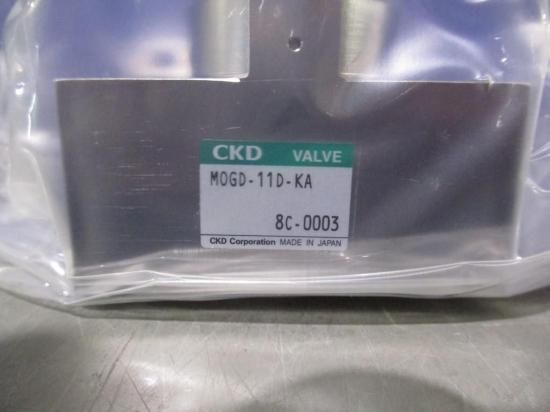 CKD VALVE
MOGD-11D-KA
8C-0003
CKD Corporation MADE IN JAPAN